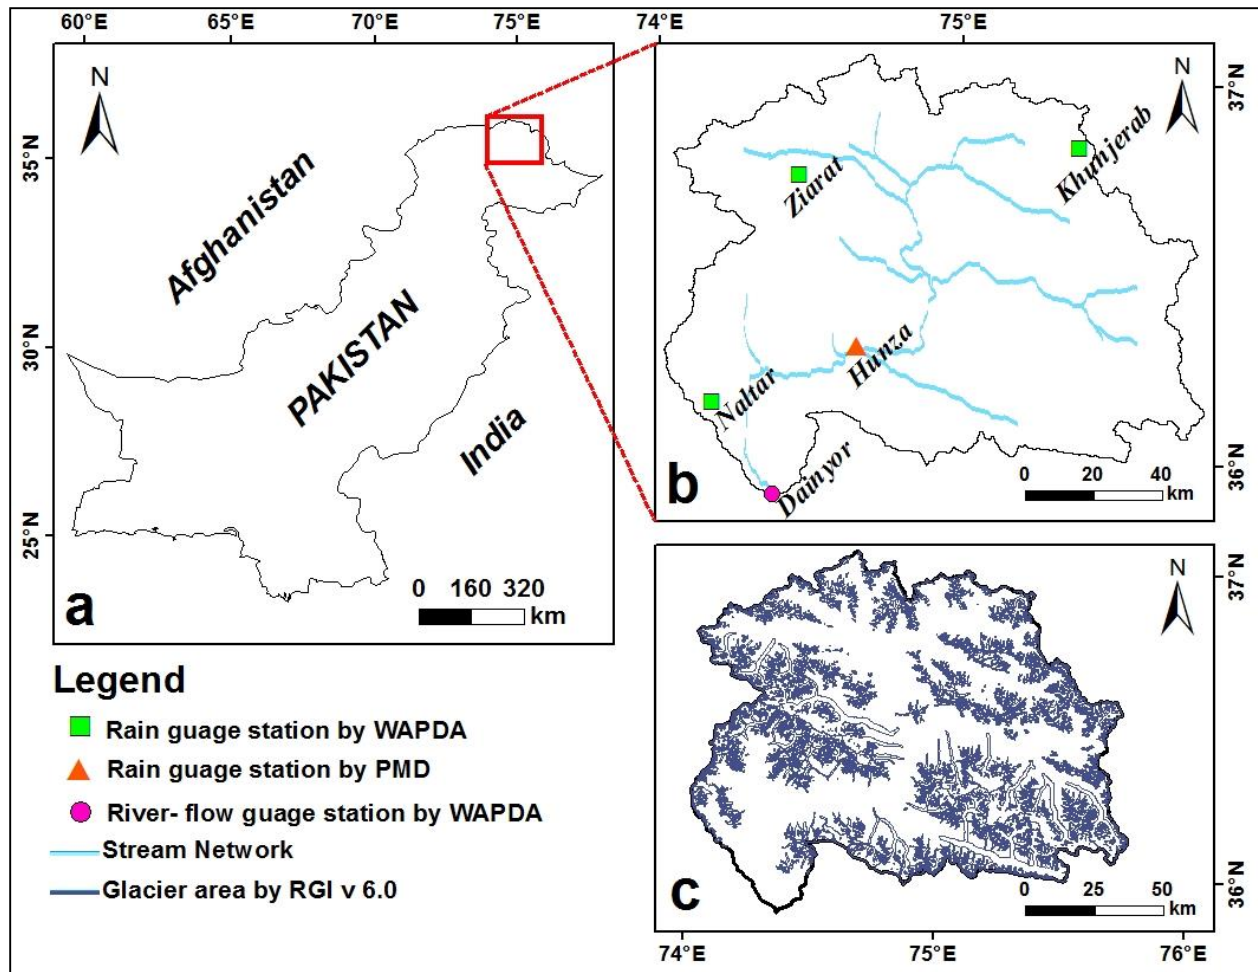 60°E 65°E 70°E 75°E
74°E 75°E
N
35°N
30°N
25°N
Afghanistan
PAKISTAN
India
a
0 160 320
km
N
37°N
36°N
Khunjerab
Ziarat
Hunza
Naltar
Dainyor
b
0 20 40
km
Legend
Rain guage station by WAPDA
Rain guage station by PMD
River- flow guage station by WAPDA
Stream Network
Glacier area by RGI v 6.0
N
37°N
36°N
c
0 25 50
km
74°E 75°E 76°E